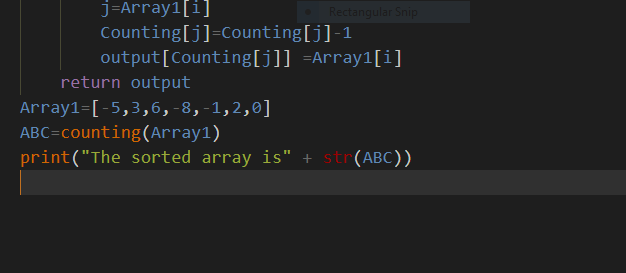 j=Array1[i]
Rectangular Snip
Counting[j]=Counting[j]-1
output[Counting[j]] =Array1[i]
return output
Array1=[-5,3,6,-8,-1,2,0]
ABC=counting(Array1)
print("The sorted array is" + str(ABC))